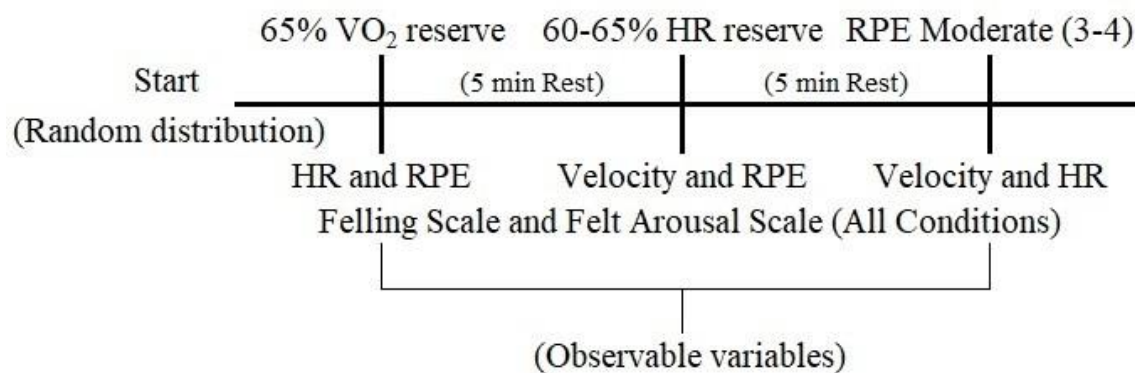 65% VO₂ reserve 60-65% HR reserve RPE Moderate (3-4)
Start (5 min Rest) (5 min Rest)
(Random distribution)
HR and RPE Velocity and RPE Velocity and HR
Felling Scale and Felt Arousal Scale (All Conditions)
(Observable variables)